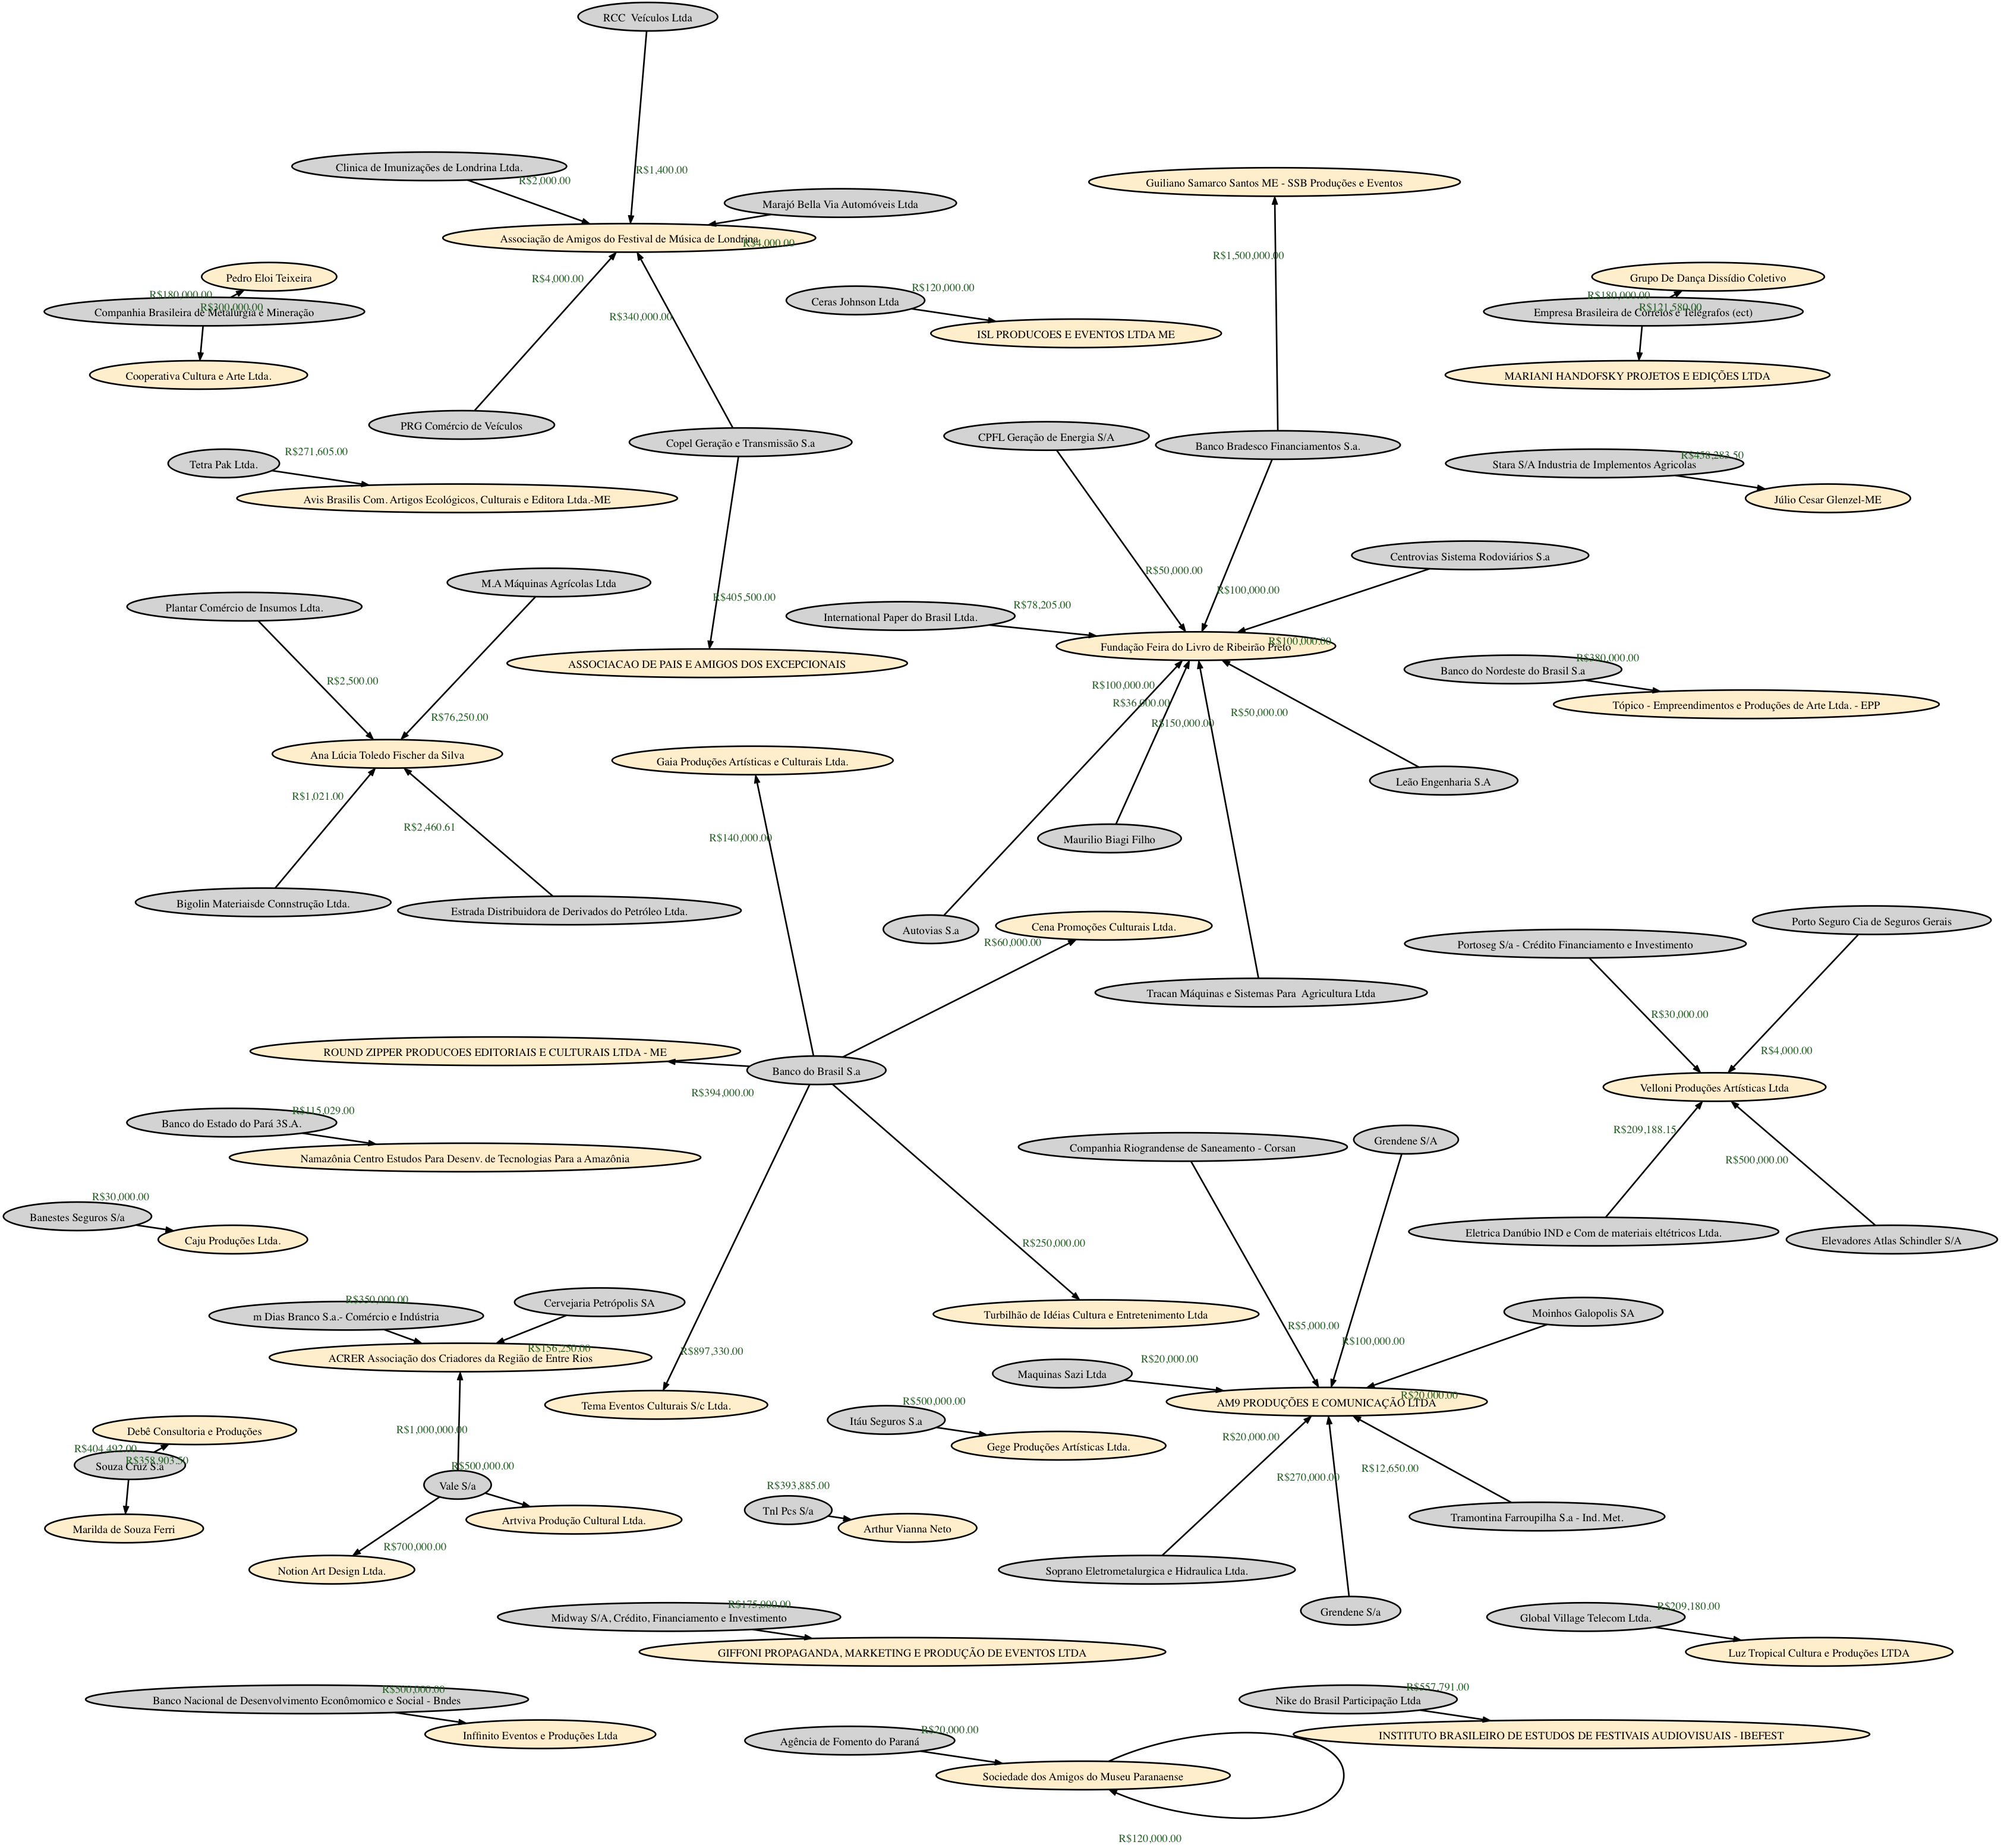 RCC  Veículos Ltda
Clinica de Imunizações de Londrina Ltda.
R$2,000.00
R$1,400.00
Guiliano Samarco Santos ME - SSB Produções e Eventos
Marajó Bella Via Automóveis Ltda
Associação de Amigos do Festival de Música de Londrina
R$4,000.00
R$1,500,000.00
Pedro Eloi Teixeira
R$4,000.00
Grupo De Dança Dissídio Coletivo
R$180,000.00
Ceras Johnson Ltda
R$120,000.00
R$180,000.00
R$300,000.00
R$121,580.00
Companhia Brasileira de Metalurgia e Mineração
R$340,000.00
Empresa Brasileira de Correios e Telégrafos (ect)
ISL PRODUCOES E EVENTOS LTDA ME
Cooperativa Cultura e Arte Ltda.
MARIANI HANDOFSKY PROJETOS E EDIÇÕES LTDA
PRG Comércio de Veículos
Copel Geração e Transmissão S.a
CPFL Geração de Energia S/A
Banco Bradesco Financiamentos S.a.
R$271,605.00
R$458,283.50
Tetra Pak Ltda.
Stara S/A Industria de Implementos Agricolas
Avis Brasilis Com. Artigos Ecológicos, Culturais e Editora Ltda.-ME
Júlio Cesar Glenzel-ME
Centrovias Sistema Rodoviários S.a
R$50,000.00
M.A Máquinas Agrícolas Ltda
R$100,000.00
R$405,500.00
Plantar Comércio de Insumos Ldta.
R$78,205.00
International Paper do Brasil Ltda.
R$100,000.00
Fundação Feira do Livro de Ribeirão Preto
ASSOCIACAO DE PAIS E AMIGOS DOS EXCEPCIONAIS
R$380,000.00
Banco do Nordeste do Brasil S.a
R$2,500.00
R$100,000.00
R$36,000.00
Tópico - Empreendimentos e Produções de Arte Ltda. - EPP
R$76,250.00
R$150,000.00
R$50,000.00
Ana Lúcia Toledo Fischer da Silva
Gaia Produções Artísticas e Culturais Ltda.
Leão Engenharia S.A
R$1,021.00
R$2,460.61
R$140,000.00
Maurilio Biagi Filho
Bigolin Materiaisde Connstrução Ltda.
Estrada Distribuidora de Derivados do Petróleo Ltda.
Autovias S.a
Cena Promoções Culturais Ltda.
R$60,000.00
Porto Seguro Cia de Seguros Gerais
Portoseg S/a - Crédito Financiamento e Investimento
Tracan Máquinas e Sistemas Para  Agricultura Ltda
R$30,000.00
R$4,000.00
ROUND ZIPPER PRODUCOES EDITORIAIS E CULTURAIS LTDA - ME
Banco do Brasil S.a
R$394,000.00
Velloni Produções Artísticas Ltda
R$115,029.00
Banco do Estado do Pará 3S.A.
R$209,188.15
Namazônia Centro Estudos Para Desenv. de Tecnologias Para a Amazônia
Companhia Riograndense de Saneamento - Corsan
Grendene S/A
R$500,000.00
R$30,000.00
Banestes Seguros S/a
Caju Produções Ltda.
R$250,000.00
Eletrica Danúbio IND e Com de materiais eltétricos Ltda.
Elevadores Atlas Schindler S/A
R$350,000.00
Cervejaria Petrópolis SA
m Dias Branco S.a.- Comércio e Indústria
Turbilhão de Idéias Cultura e Entretenimento Ltda
Moinhos Galopolis SA
R$5,000.00
R$100,000.00
R$156,250.00
ACRER Associação dos Criadores da Região de Entre Rios
R$897,330.00
R$20,000.00
Maquinas Sazi Ltda
R$20,000.00
Tema Eventos Culturais S/c Ltda.
AM9 PRODUÇÕES E COMUNICAÇÃO LTDA
R$500,000.00
Debê Consultoria e Produções
R$1,000,000.00
Itáu Seguros S.a
R$20,000.00
R$404,492.00
Gege Produções Artísticas Ltda.
R$358,903.50
Souza Cruz S.a
R$500,000.00
R$270,000.00
R$12,650.00
Vale S/a
R$393,885.00
Tnl Pcs S/a
Artviva Produção Cultural Ltda.
Tramontina Farroupilha S.a - Ind. Met.
Marilda de Souza Ferri
Arthur Vianna Neto
R$700,000.00
Notion Art Design Ltda.
Soprano Eletrometalurgica e Hidraulica Ltda.
R$175,000.00
Grendene S/a
R$209,180.00
Midway S/A, Crédito, Financiamento e Investimento
Global Village Telecom Ltda.
GIFFONI PROPAGANDA, MARKETING E PRODUÇÃO DE EVENTOS LTDA
Luz Tropical Cultura e Produções LTDA
R$500,000.00
R$557,791.00
Banco Nacional de Desenvolvimento Econômomico e Social - Bndes
Nike do Brasil Participação Ltda
R$20,000.00
Inffinito Eventos e Produções Ltda
INSTITUTO BRASILEIRO DE ESTUDOS DE FESTIVAIS AUDIOVISUAIS - IBEFEST
Agência de Fomento do Paraná
Sociedade dos Amigos do Museu Paranaense
R$120,000.00